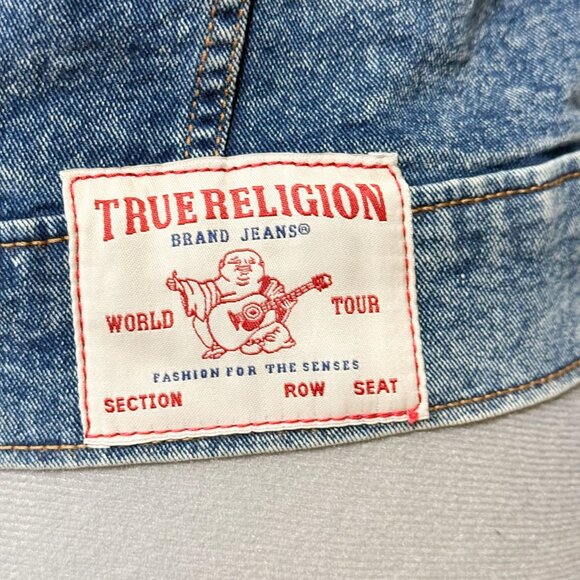 TRUE RELIGION
BRAND JEANS®
WORLD TOUR
FASHION FOR THE SENSES
SECTION ROW SEAT